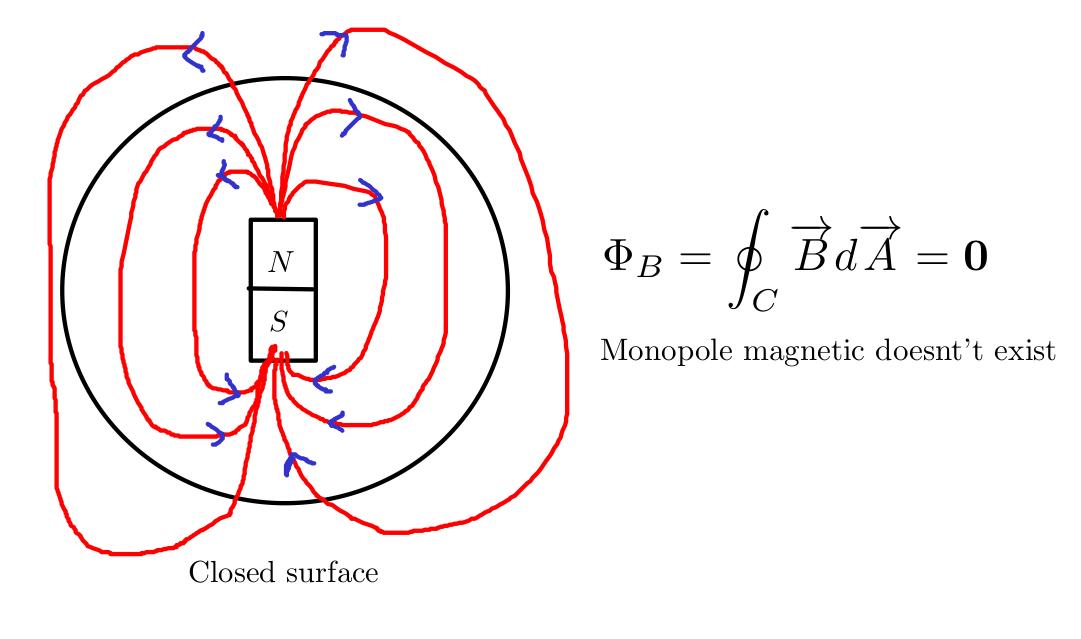 N
S
Φ_B = ∮_C B⃗ dA⃗ = 0
Monopole magnetic doesnt't exist
Closed surface